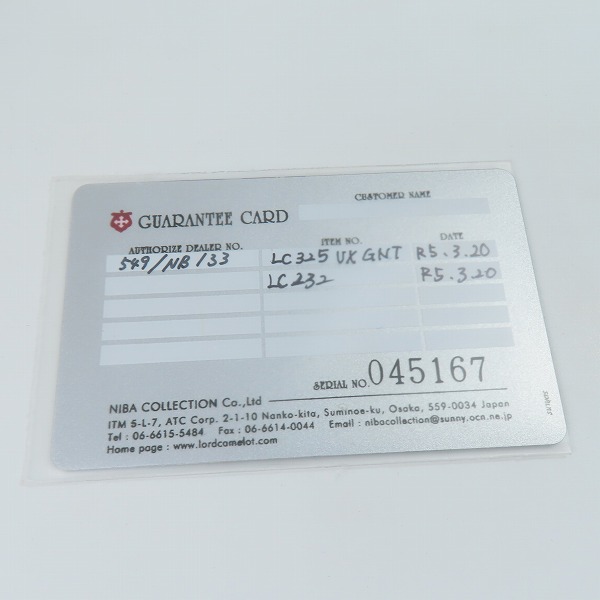 CUSTOMER NAME
GUARANTEE CARD
AUTHORIZE DEALER NO. ITEM NO. DATE
549/NB/33 LC325 UX GNT R5.3.20
LC232 R5.3.20
SERIAL NO. 045167
NIBA COLLECTION Co.,Ltd
ITM 5-L-7, ATC Corp. 2-1-10 Nanko-kita, Suminoe-ku, Osaka, 559-0034 Japan
Tel : 06-6615-5484 Fax : 06-6614-0044 Email : nibacollection@sunny.ocn.ne.jp
Home page : www.lordcamelot.com